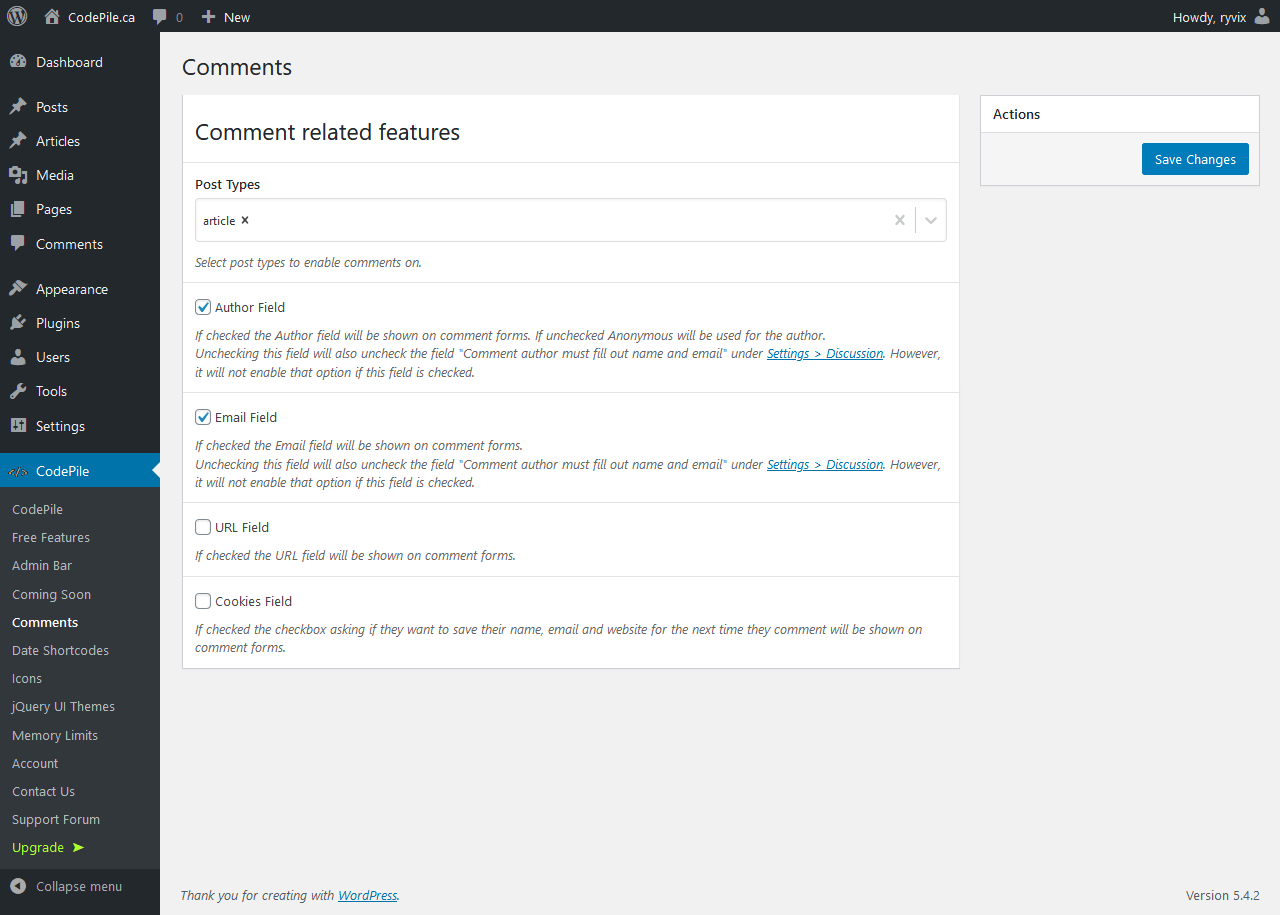 CodePile.ca
0
New
Howdy, ryvix
Dashboard
Posts
Articles
Media
Pages
Comments
Appearance
Plugins
Users
Tools
Settings
</> CodePile
CodePile
Free Features
Admin Bar
Coming Soon
Comments
Date Shortcodes
Icons
jQuery UI Themes
Memory Limits
Account
Contact Us
Support Forum
Upgrade ➤
Collapse menu
Comments
Comment related features
Post Types
article ×
Select post types to enable comments on.
Author Field
If checked the Author field will be shown on comment forms. If unchecked Anonymous will be used for the author.
Unchecking this field will also uncheck the field "Comment author must fill out name and email" under Settings > Discussion. However,
it will not enable that option if this field is checked.
Email Field
If checked the Email field will be shown on comment forms.
Unchecking this field will also uncheck the field "Comment author must fill out name and email" under Settings > Discussion. However,
it will not enable that option if this field is checked.
URL Field
If checked the URL field will be shown on comment forms.
Cookies Field
If checked the checkbox asking if they want to save their name, email and website for the next time they comment will be shown on
comment forms.
Actions
Save Changes
Thank you for creating with WordPress.
Version 5.4.2